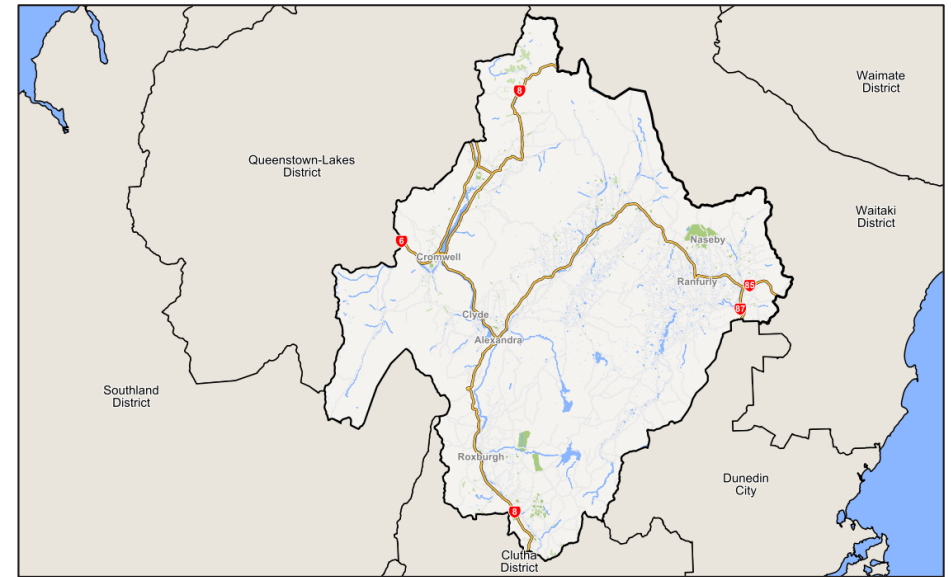 Waimate
District
8
Queenstown-Lakes
District
Waitaki
District
6
Naseby
Cromwell
Ranfurly
85
87
Clyde
Alexandra
Southland
District
Roxburgh
Dunedin
City
8
Clutha
District